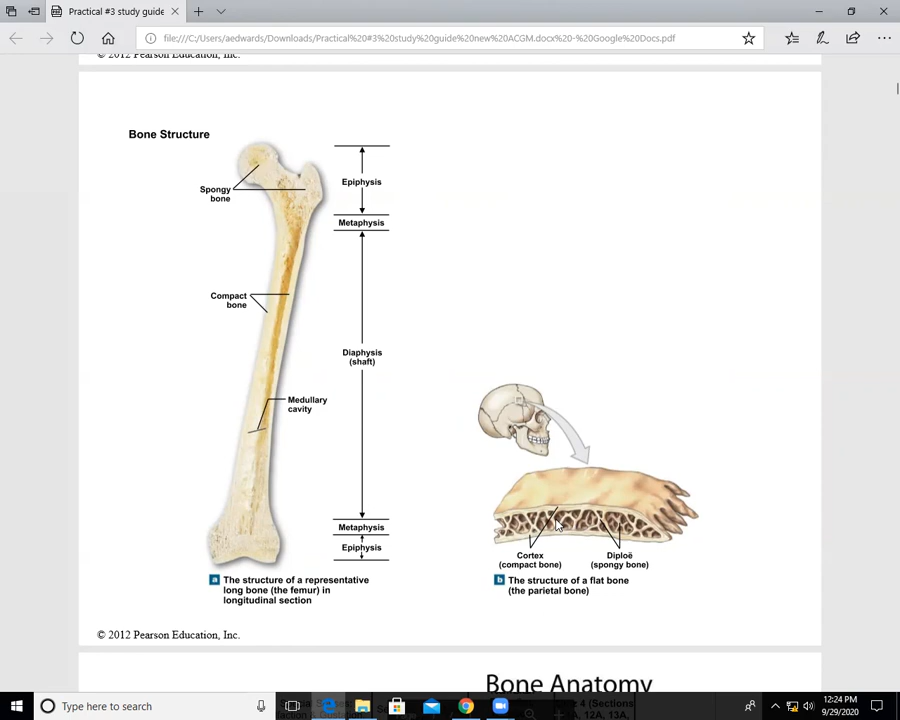 Practical #3 study guide
file:///C:/Users/aedwards/Downloads/Practical%20#3%20study%20guide%20new%20ACGM.docx%20-%20Google%20Docs.pdf
© 2012 Pearson Education, Inc.
Bone Structure
Spongy
bone
Epiphysis
Metaphysis
Compact
bone
Diaphysis
(shaft)
Medullary
cavity
Metaphysis
Epiphysis
a The structure of a representative
long bone (the femur) in
longitudinal section
Cortex
(compact bone)
Diploë
(spongy bone)
b The structure of a flat bone
(the parietal bone)
© 2012 Pearson Education, Inc.
Bone Anatomy
Type here to search
12:24 PM
9/29/2020